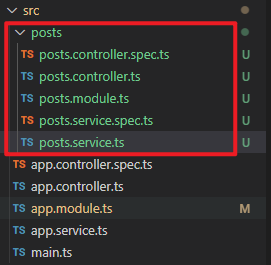 src
posts
TS posts.controller.spec.ts U
TS posts.controller.ts U
TS posts.module.ts U
TS posts.service.spec.ts U
TS posts.service.ts U
TS app.controller.spec.ts
TS app.controller.ts
TS app.module.ts M
TS app.service.ts
TS main.ts